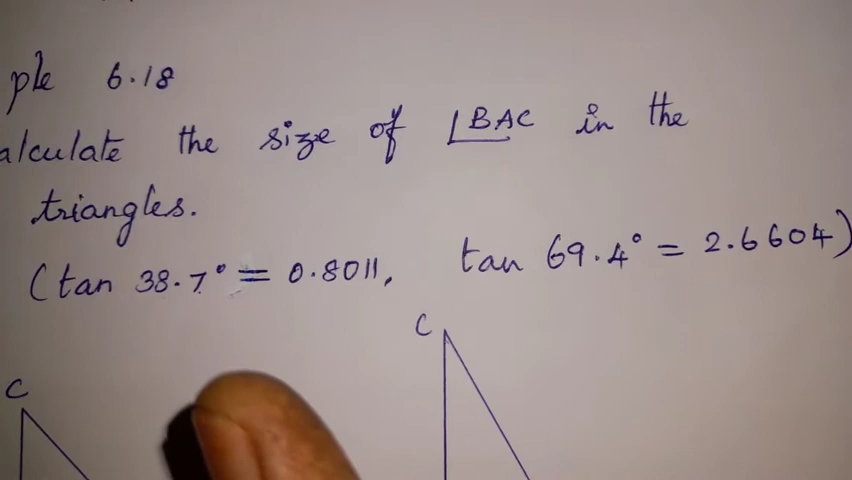 ple 6.18
alculate the size of ∠BAC in the
triangles.
(tan 38.7° = 0.8011, tan 69.4° = 2.6604)
C
C